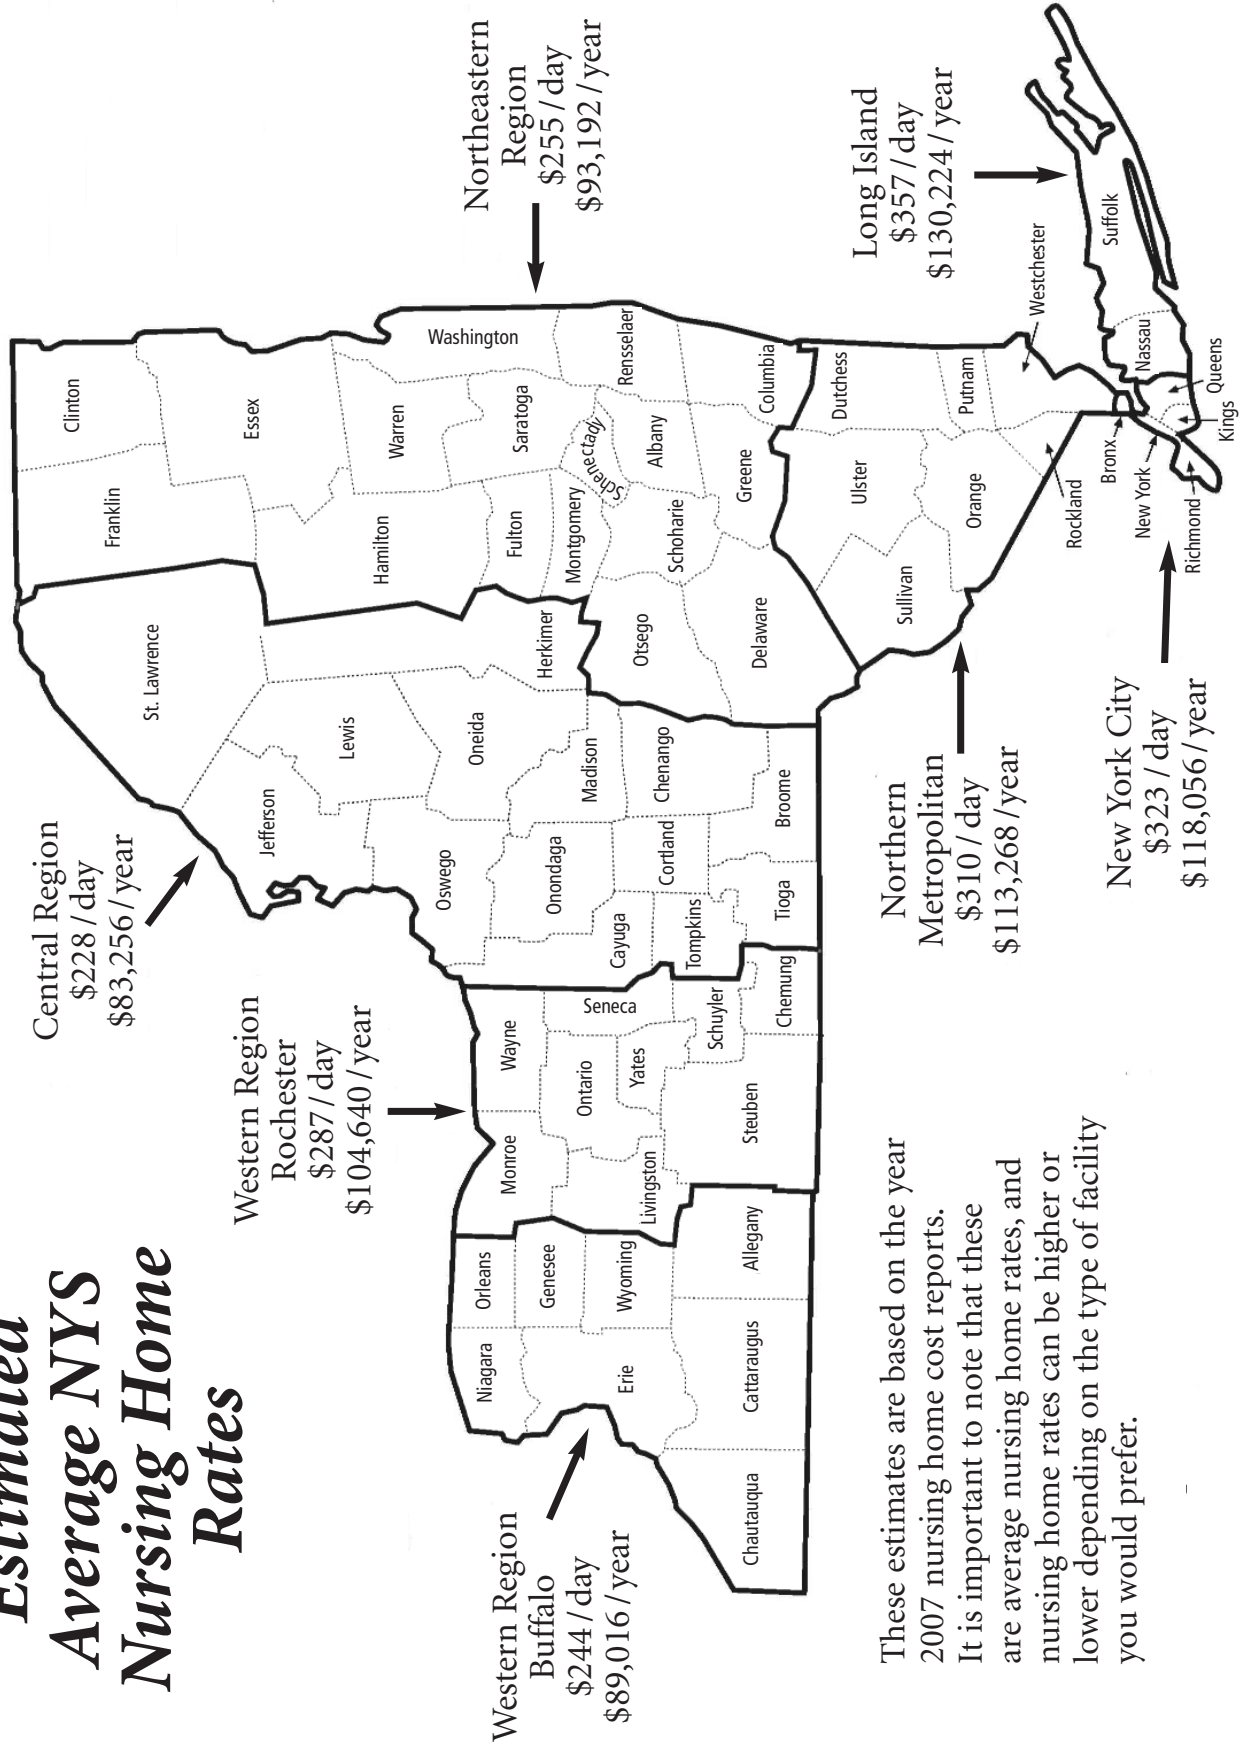 Estimated
Average NYS
Nursing Home
Rates
Central Region
$228 / day
$83,256 / year
Northeastern
Region
$255 / day
$93,192 / year
Western Region
Rochester
$287 / day
$104,640 / year
Western Region
Buffalo
$244 / day
$89,016 / year
Long Island
$357 / day
$130,224 / year
Northern
Metropolitan
$310 / day
$113,268 / year
New York City
$323 / day
$118,056 / year
Clinton
Franklin
St. Lawrence
Essex
Jefferson
Lewis
Hamilton
Warren
Washington
Oswego
Oneida
Herkimer
Fulton
Saratoga
Niagara
Orleans
Monroe
Wayne
Genesee
Onondaga
Madison
Montgomery
Schenectady
Rensselaer
Erie
Wyoming
Livingston
Ontario
Yates
Seneca
Cayuga
Cortland
Chenango
Otsego
Schoharie
Albany
Tompkins
Schuyler
Chautauqua
Cattaraugus
Allegany
Steuben
Chemung
Tioga
Broome
Delaware
Greene
Columbia
Ulster
Dutchess
Sullivan
Orange
Putnam
Rockland
Westchester
Bronx
New York
Richmond
Kings
Queens
Nassau
Suffolk
These estimates are based on the year
2007 nursing home cost reports.
It is important to note that these
are average nursing home rates, and
nursing home rates can be higher or
lower depending on the type of facility
you would prefer.